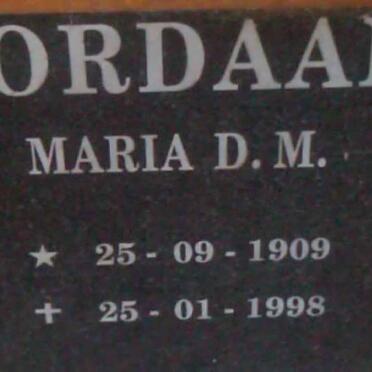 ORDAA
MARIA D. M.
★ 25 - 09 - 1909
✝ 25 - 01 - 1998